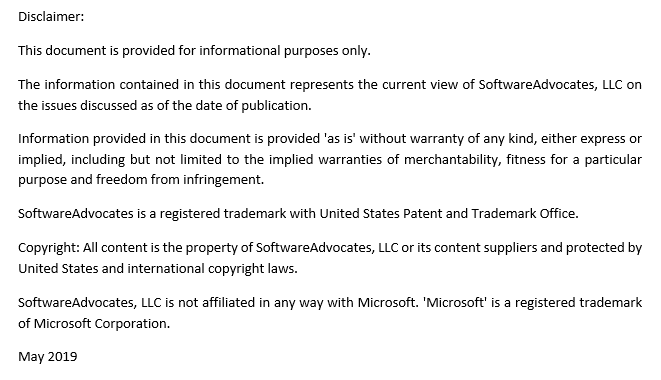 Disclaimer:
This document is provided for informational purposes only.
The information contained in this document represents the current view of SoftwareAdvocates, LLC on
the issues discussed as of the date of publication.
Information provided in this document is provided 'as is' without warranty of any kind, either express or
implied, including but not limited to the implied warranties of merchantability, fitness for a particular
purpose and freedom from infringement.
SoftwareAdvocates is a registered trademark with United States Patent and Trademark Office.
Copyright: All content is the property of SoftwareAdvocates, LLC or its content suppliers and protected by
United States and international copyright laws.
SoftwareAdvocates, LLC is not affiliated in any way with Microsoft. 'Microsoft' is a registered trademark
of Microsoft Corporation.
May 2019